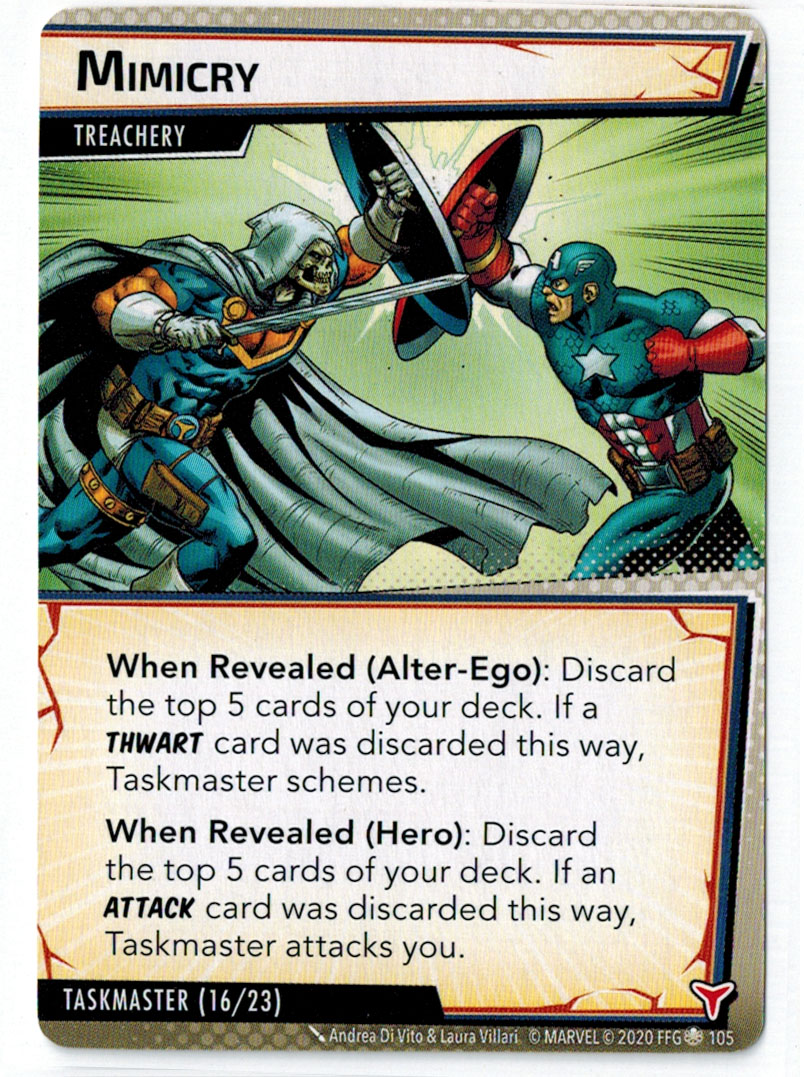 MIMICRY
TREACHERY
When Revealed (Alter-Ego): Discard
the top 5 cards of your deck. If a
THWART card was discarded this way,
Taskmaster schemes.
When Revealed (Hero): Discard
the top 5 cards of your deck. If an
ATTACK card was discarded this way,
Taskmaster attacks you.
TASKMASTER (16/23)
Andrea Di Vito & Laura Villari © MARVEL © 2020 FFG 105